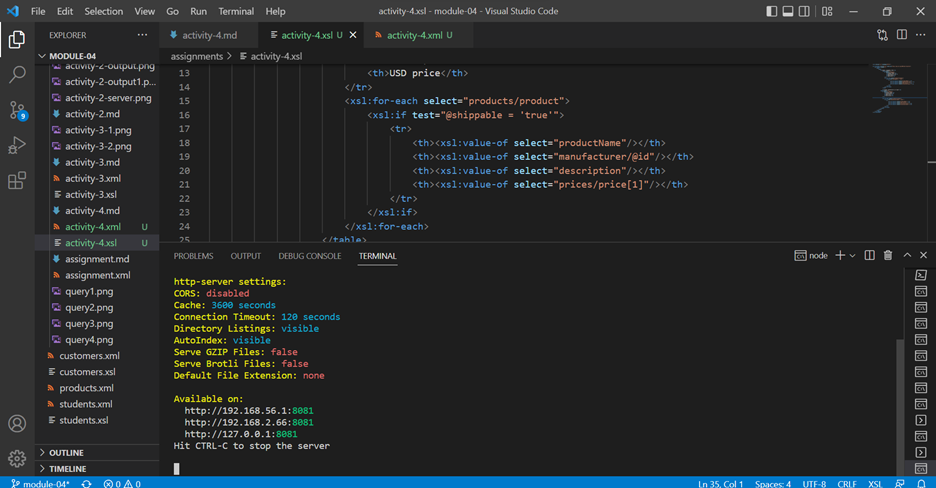 File Edit Selection View Go Run Terminal Help activity-4.xsl - module-04 - Visual Studio Code
EXPLORER
activity-4.md activity-4.xsl U activity-4.xml U
MODULE-04
activity-2-output.png
activity-2-output1.p...
activity-2-server.png
activity-2.md
activity-3-1.png
activity-3-2.png
activity-3.md
activity-3.xml
activity-3.xsl
activity-4.md
activity-4.xml U
activity-4.xsl U
assignment.md
assignment.xml
query1.png
query2.png
query3.png
query4.png
customers.xml
customers.xsl
products.xml
students.xml
students.xsl
OUTLINE
TIMELINE
9
assignments > activity-4.xsl
13 <th>USD price</th>
14 </tr>
15 <xsl:for-each select="products/product">
16 <xsl:if test="@shippable = 'true'">
17 <tr>
18 <th><xsl:value-of select="productName"/></th>
19 <th><xsl:value-of select="manufacturer/@id"/></th>
20 <th><xsl:value-of select="description"/></th>
21 <th><xsl:value-of select="prices/price[1]"/></th>
22 </tr>
23 </xsl:if>
24 </xsl:for-each>
25 </table>
PROBLEMS OUTPUT DEBUG CONSOLE TERMINAL node
http-server settings:
CORS: disabled
Cache: 3600 seconds
Connection Timeout: 120 seconds
Directory Listings: visible
AutoIndex: visible
Serve GZIP Files: false
Serve Brotli Files: false
Default File Extension: none
Available on:
http://192.168.56.1:8081
http://192.168.2.66:8081
http://127.0.0.1:8081
Hit CTRL-C to stop the server
module-04* 0 0 Ln 35, Col 1 Spaces: 4 UTF-8 CRLF XSL